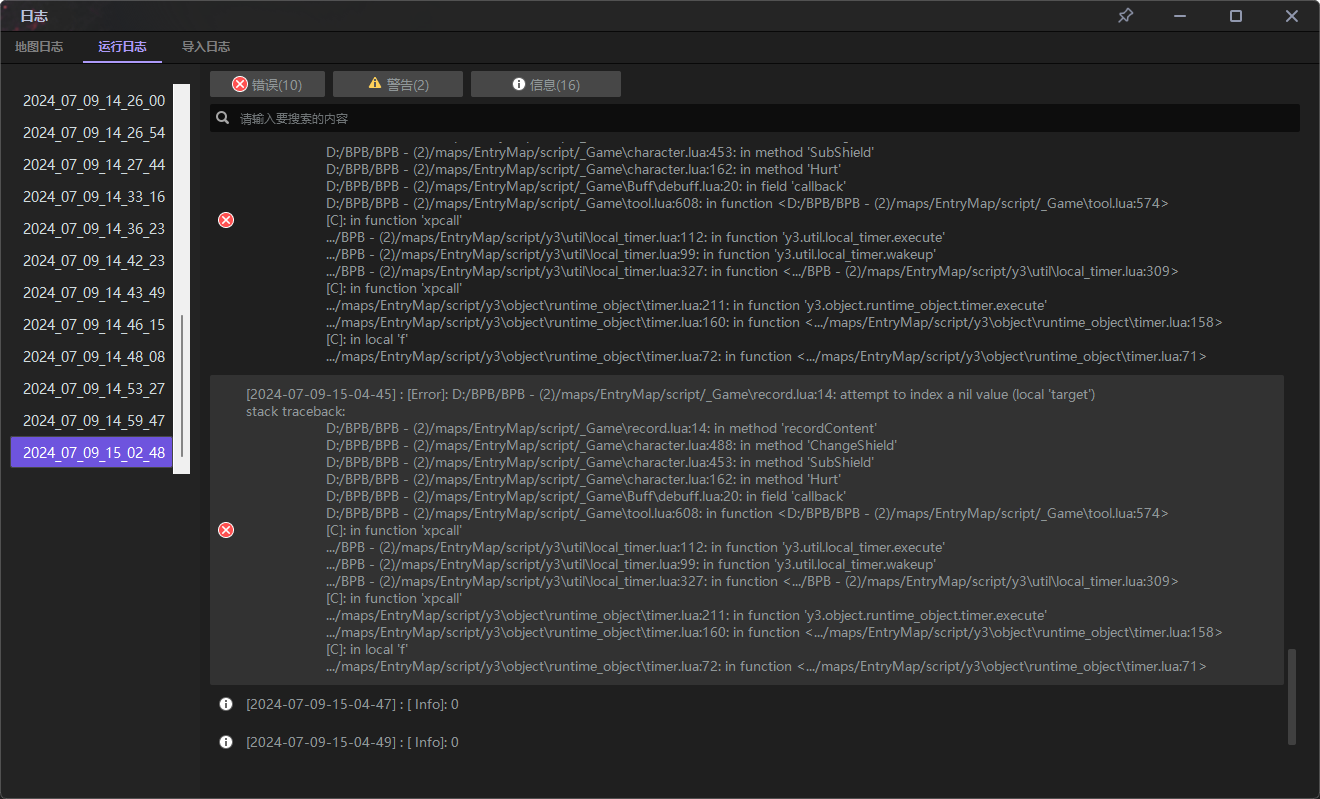 日志
地图日志 运行日志 导入日志
错误(10) 警告(2) 信息(16)
请输入要搜索的内容
2024_07_09_14_26_00
2024_07_09_14_26_54
2024_07_09_14_27_44
2024_07_09_14_33_16
2024_07_09_14_36_23
2024_07_09_14_42_23
2024_07_09_14_43_49
2024_07_09_14_46_15
2024_07_09_14_48_08
2024_07_09_14_53_27
2024_07_09_14_59_47
2024_07_09_15_02_48
D:/BPB/BPB - (2)/maps/EntryMap/script/_Game\character.lua:453: in method 'SubShield'
D:/BPB/BPB - (2)/maps/EntryMap/script/_Game\character.lua:162: in method 'Hurt'
D:/BPB/BPB - (2)/maps/EntryMap/script/_Game\Buff\debuff.lua:20: in field 'callback'
D:/BPB/BPB - (2)/maps/EntryMap/script/_Game\tool.lua:608: in function <D:/BPB/BPB - (2)/maps/EntryMap/script/_Game\tool.lua:574>
[C]: in function 'xpcall'
.../BPB - (2)/maps/EntryMap/script/y3\util\local_timer.lua:112: in function 'y3.util.local_timer.execute'
.../BPB - (2)/maps/EntryMap/script/y3\util\local_timer.lua:99: in function 'y3.util.local_timer.wakeup'
.../BPB - (2)/maps/EntryMap/script/y3\util\local_timer.lua:327: in function <.../BPB - (2)/maps/EntryMap/script/y3\util\local_timer.lua:309>
[C]: in function 'xpcall'
.../maps/EntryMap/script/y3\object\runtime_object\timer.lua:211: in function 'y3.object.runtime_object.timer.execute'
.../maps/EntryMap/script/y3\object\runtime_object\timer.lua:160: in function <.../maps/EntryMap/script/y3\object\runtime_object\timer.lua:158>
[C]: in local 'f'
.../maps/EntryMap/script/y3\object\runtime_object\timer.lua:72: in function <.../maps/EntryMap/script/y3\object\runtime_object\timer.lua:71>
[2024-07-09-15-04-45] : [Error]: D:/BPB/BPB - (2)/maps/EntryMap/script/_Game\record.lua:14: attempt to index a nil value (local 'target')
stack traceback:
D:/BPB/BPB - (2)/maps/EntryMap/script/_Game\record.lua:14: in method 'recordContent'
D:/BPB/BPB - (2)/maps/EntryMap/script/_Game\character.lua:488: in method 'ChangeShield'
D:/BPB/BPB - (2)/maps/EntryMap/script/_Game\character.lua:453: in method 'SubShield'
D:/BPB/BPB - (2)/maps/EntryMap/script/_Game\character.lua:162: in method 'Hurt'
D:/BPB/BPB - (2)/maps/EntryMap/script/_Game\Buff\debuff.lua:20: in field 'callback'
D:/BPB/BPB - (2)/maps/EntryMap/script/_Game\tool.lua:608: in function <D:/BPB/BPB - (2)/maps/EntryMap/script/_Game\tool.lua:574>
[C]: in function 'xpcall'
.../BPB - (2)/maps/EntryMap/script/y3\util\local_timer.lua:112: in function 'y3.util.local_timer.execute'
.../BPB - (2)/maps/EntryMap/script/y3\util\local_timer.lua:99: in function 'y3.util.local_timer.wakeup'
.../BPB - (2)/maps/EntryMap/script/y3\util\local_timer.lua:327: in function <.../BPB - (2)/maps/EntryMap/script/y3\util\local_timer.lua:309>
[C]: in function 'xpcall'
.../maps/EntryMap/script/y3\object\runtime_object\timer.lua:211: in function 'y3.object.runtime_object.timer.execute'
.../maps/EntryMap/script/y3\object\runtime_object\timer.lua:160: in function <.../maps/EntryMap/script/y3\object\runtime_object\timer.lua:158>
[C]: in local 'f'
.../maps/EntryMap/script/y3\object\runtime_object\timer.lua:72: in function <.../maps/EntryMap/script/y3\object\runtime_object\timer.lua:71>
[2024-07-09-15-04-47] : [ Info]: 0
[2024-07-09-15-04-49] : [ Info]: 0